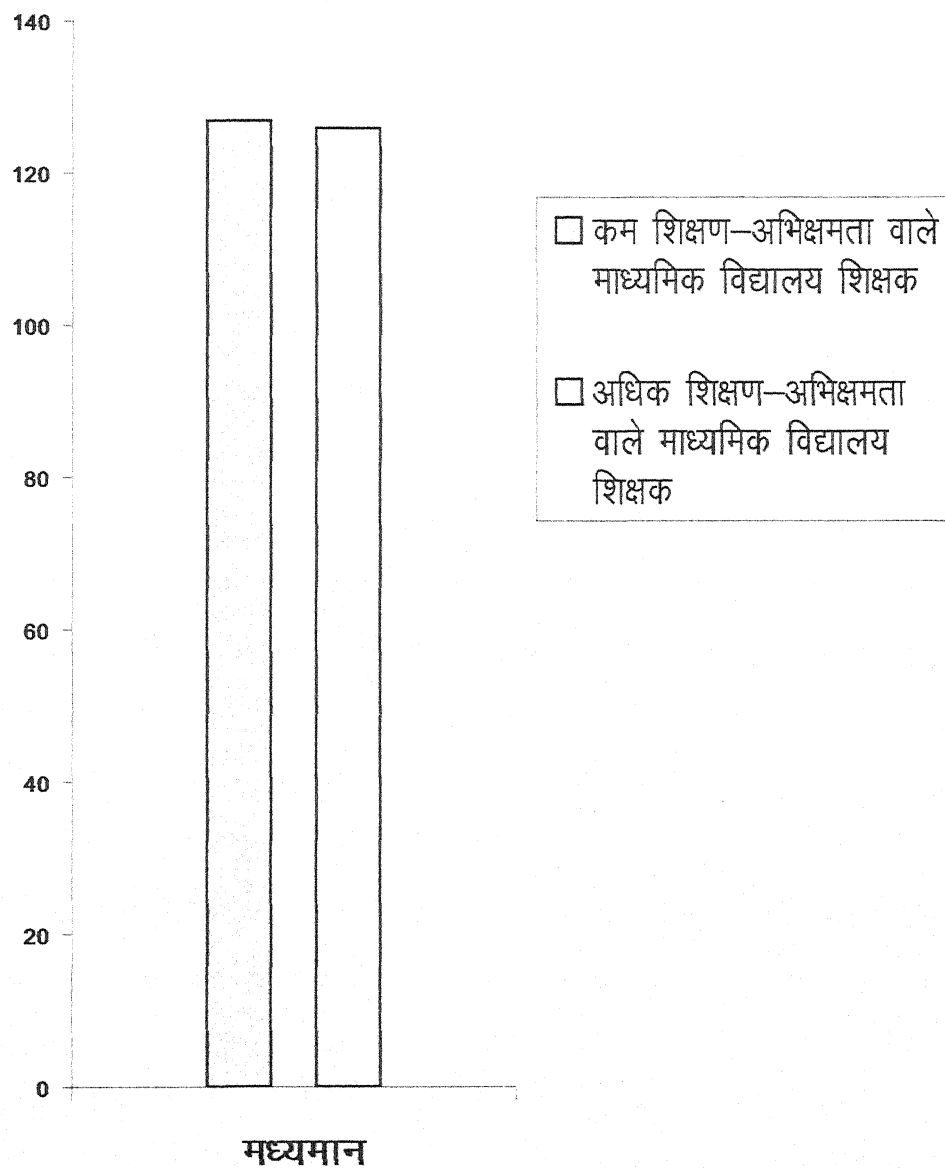 140
120
100
80
60
40
20
0
मध्यमान
कम शिक्षण–अभिक्षमता वाले
माध्यमिक विद्यालय शिक्षक
अधिक शिक्षण–अभिक्षमता
वाले माध्यमिक विद्यालय
शिक्षक